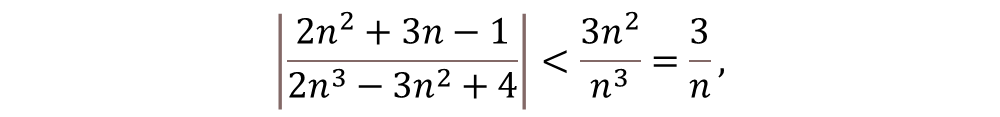 |(2n² + 3n − 1)/(2n³ − 3n² + 4)| < 3n²/n³ = 3/n,